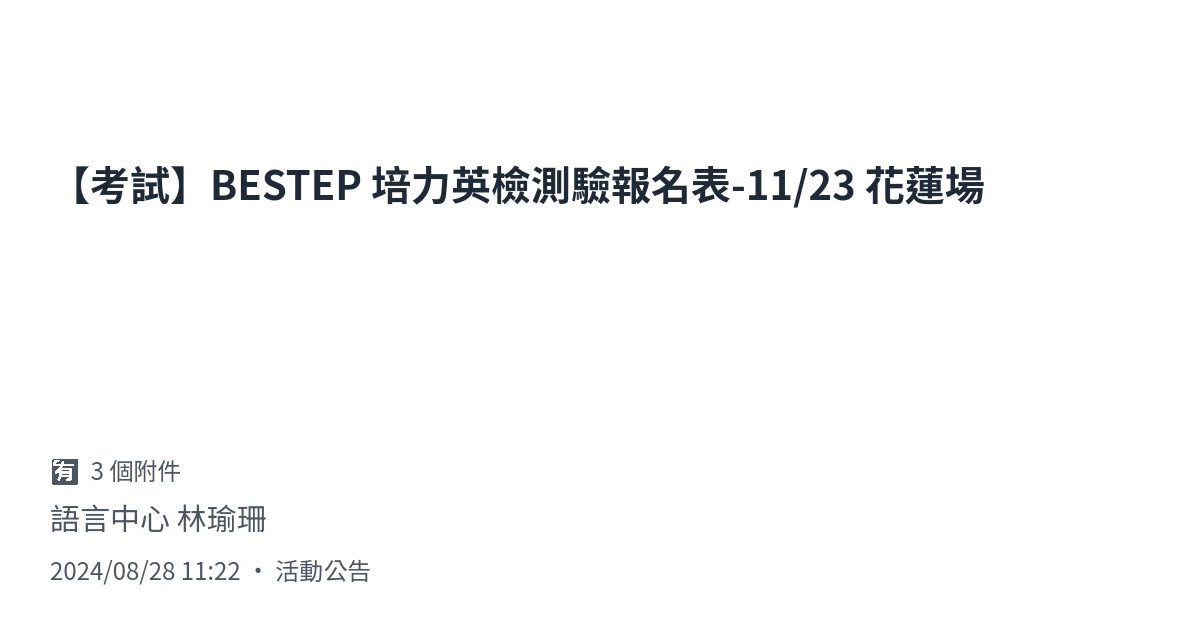 【考試】BESTEP 培力英檢測驗報名表-11/23 花蓮場
有 3 個附件
語言中心 林瑜珊
2024/08/28 11:22 • 活動公告